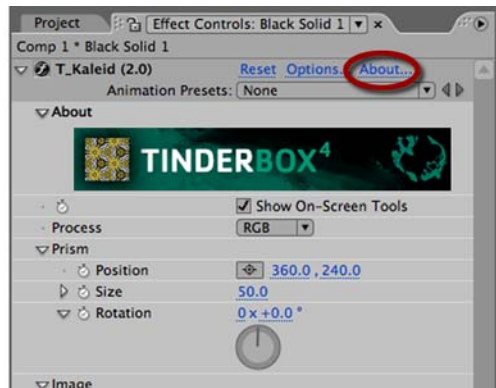 Project Effect Controls: Black Solid 1 ×
Comp 1 * Black Solid 1
T_Kaleid (2.0) Reset Options... About...
Animation Presets: None
About
TINDERBOX4
Show On-Screen Tools
Process RGB
Prism
Position 360.0 , 240.0
Size 50.0
Rotation 0 x +0.0 °
Image